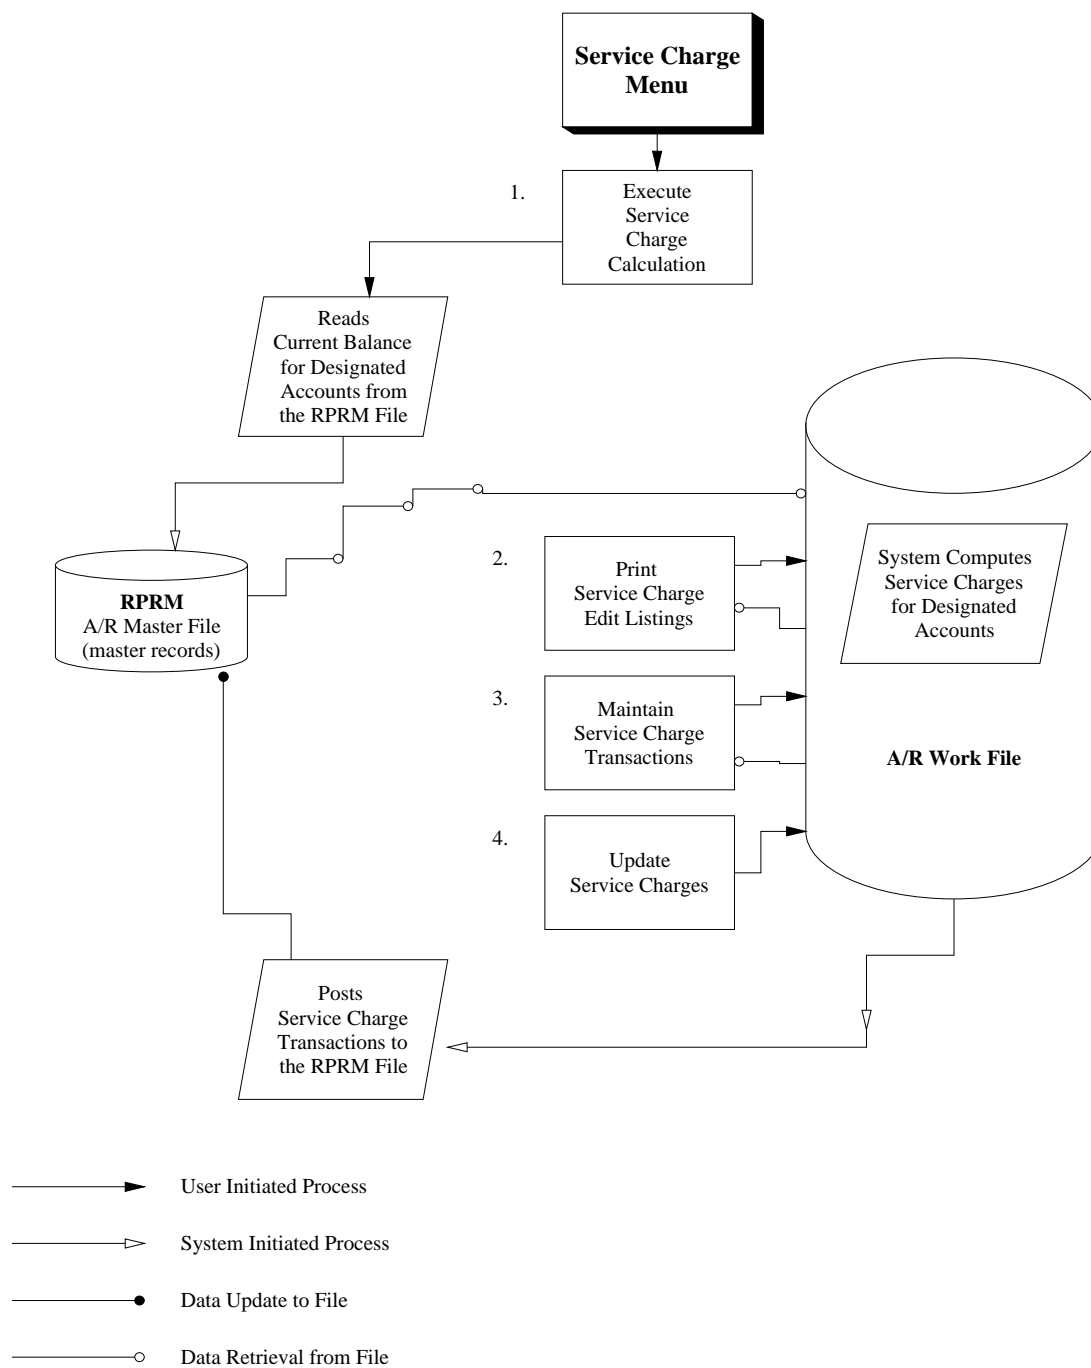 Service Charge
Menu
1.
Execute
Service
Charge
Calculation
Reads
Current Balance
for Designated
Accounts from
the RPRM File
RPRM
A/R Master File
(master records)
2.
Print
Service Charge
Edit Listings
System Computes
Service Charges
for Designated
Accounts
3.
Maintain
Service Charge
Transactions
A/R Work File
4.
Update
Service Charges
Posts
Service Charge
Transactions to
the RPRM File
User Initiated Process
System Initiated Process
Data Update to File
Data Retrieval from File